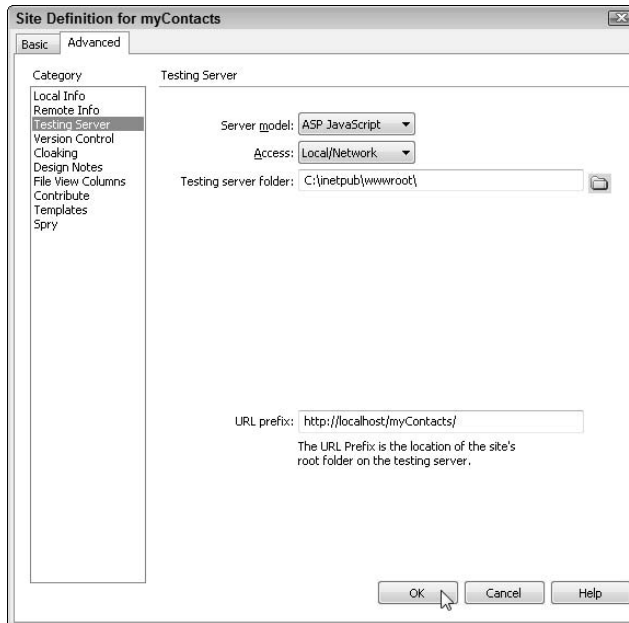 Site Definition for myContacts
Basic
Advanced
Category
Local Info
Remote Info
Testing Server
Version Control
Cloaking
Design Notes
File View Columns
Contribute
Templates
Spry
Testing Server
Server model: ASP JavaScript
Access: Local/Network
Testing server folder: C:\inetpub\wwwroot\
URL prefix: http://localhost/myContacts/
The URL Prefix is the location of the site's
root folder on the testing server.
OK
Cancel
Help